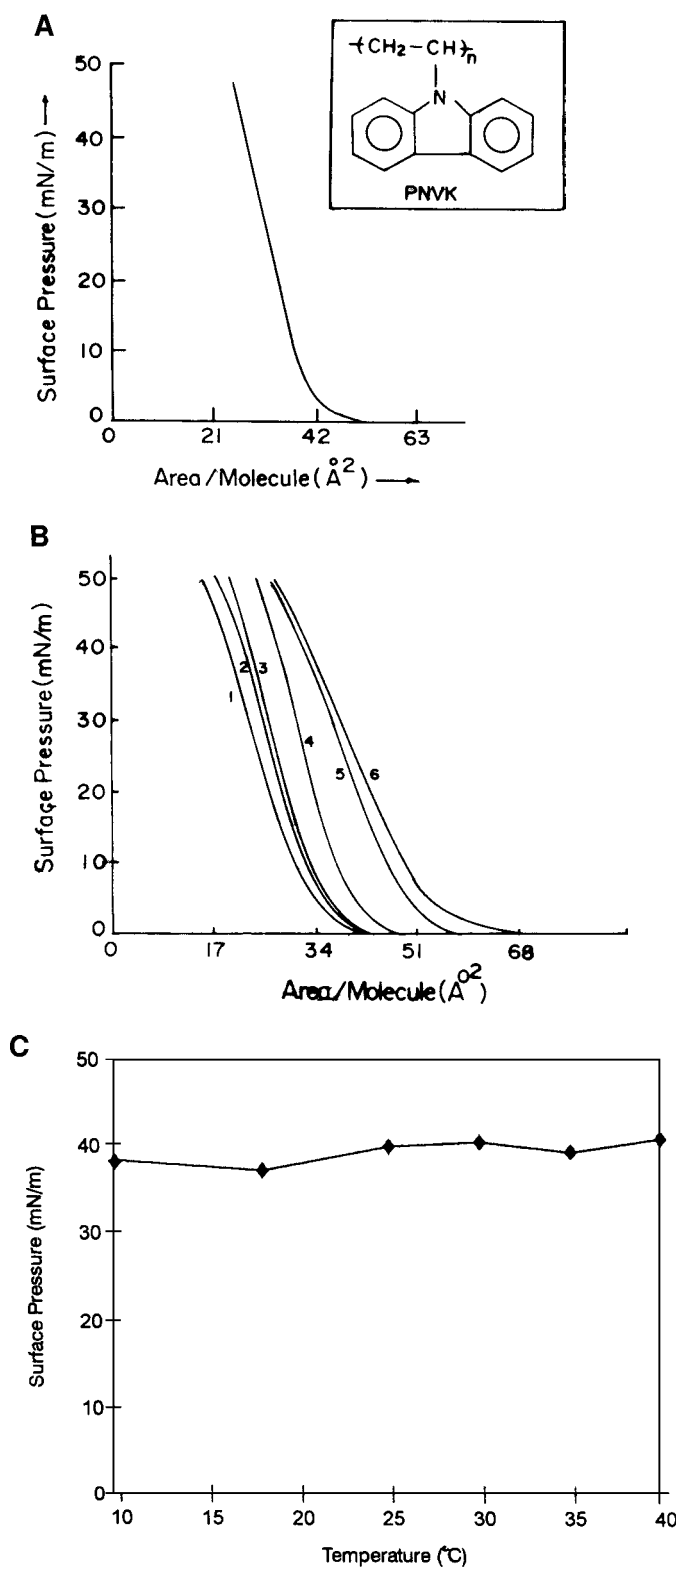 A
50
40
30
20
10
0
0 21 42 63
Surface Pressure (mN/m)
Area/Molecule (Å²)
-(CH₂-CH)ₙ
N
PNVK
B
50
40
30
20
10
0
0 17 34 51 68
Surface Pressure (mN/m)
1 2 3 4 5 6
Area/Molecule (A°²)
C
50
40
30
20
10
0
10 15 20 25 30 35 40
Surface Pressure (mN/m)
Temperature (°C)